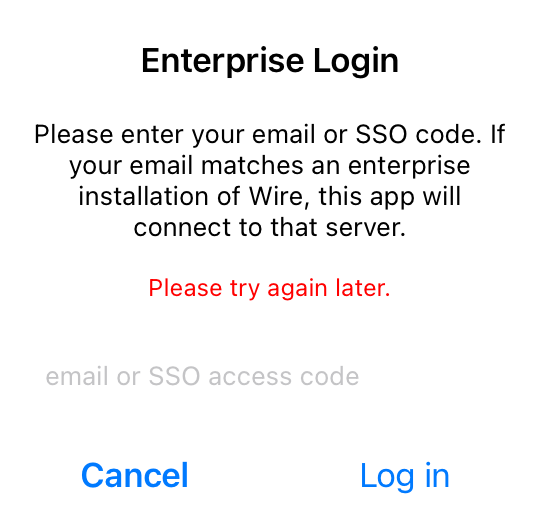 Enterprise Login
Please enter your email or SSO code. If
your email matches an enterprise
installation of Wire, this app will
connect to that server.
Please try again later.
email or SSO access code
Cancel
Log in